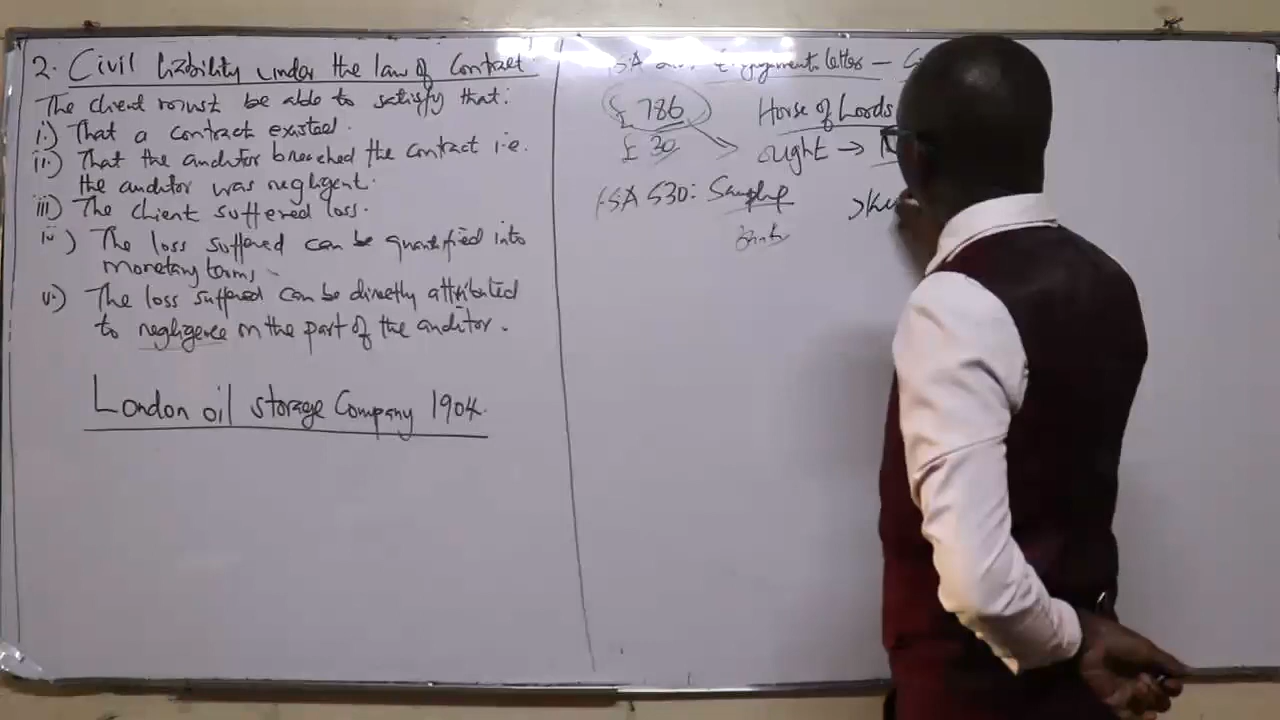 2. Civil Liability under the law of Contract.
The client must be able to satisfy that:
i.) That a contract existed.
ii.) That the auditor breached the contract i.e.
the auditor was negligent.
iii) The client suffered loss.
iv) The loss suffered can be quantified into
monetary terms.
v.) The loss suffered can be directly attributed
to negligence on the part of the auditor.
London oil storage Company 1904.
Engagement letter –
£ 786 House of Lords
£ 30 ought →
ISA 530: